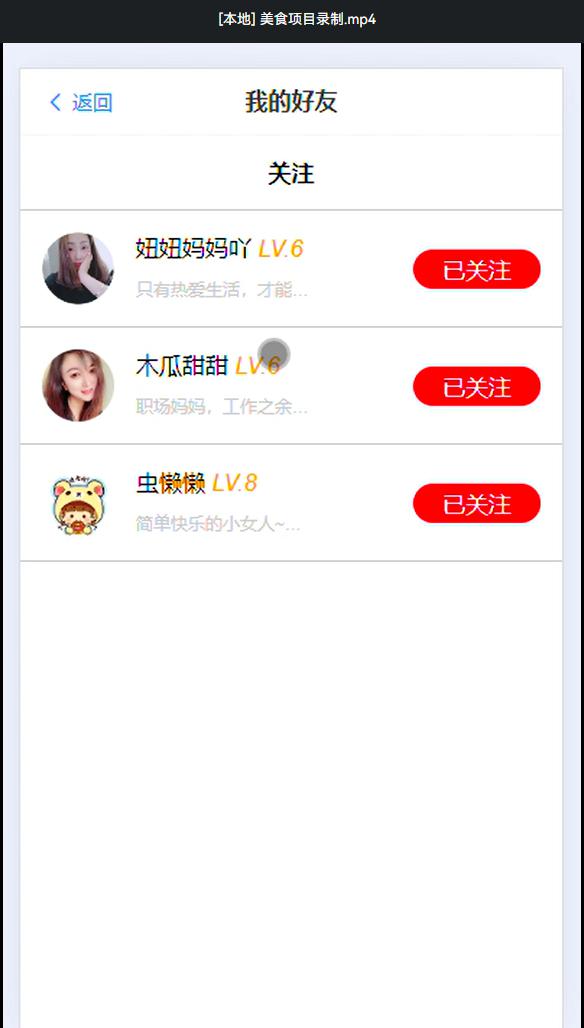 [本地] 美食项目录制.mp4
返回
我的好友
关注
妞妞妈妈吖 LV.6
只有热爱生活，才能...
已关注
木瓜甜甜 LV.6
职场妈妈，工作之余...
已关注
虫懒懒 LV.8
简单快乐的小女人~...
已关注